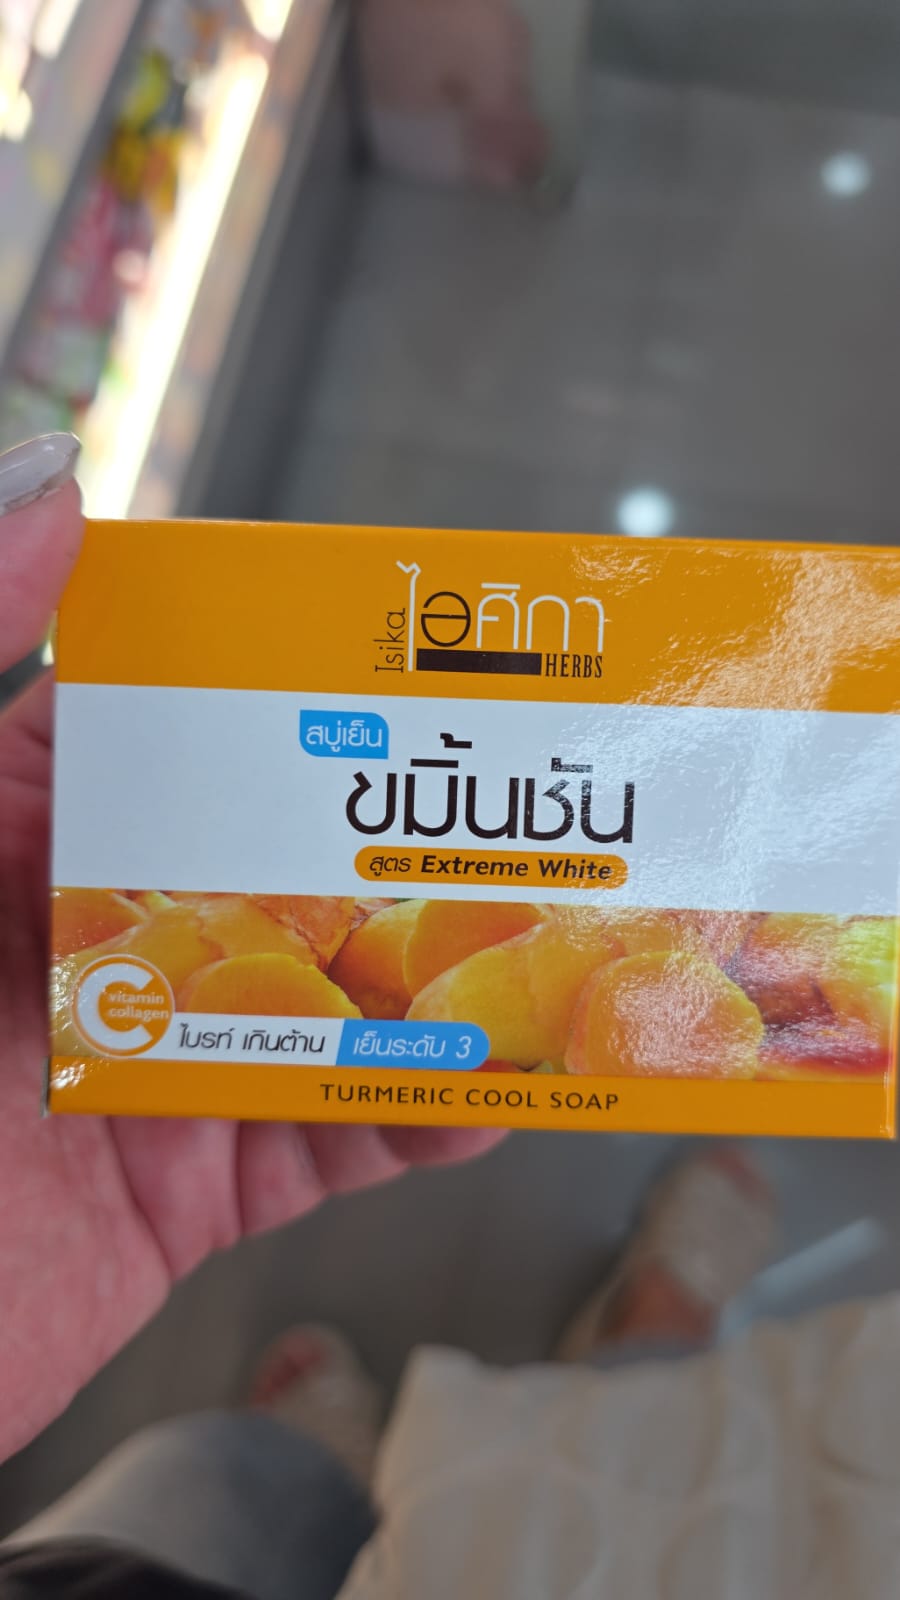 Isika
ไอศิกา
HERBS
สบู่เย็น
ขมิ้นชัน
สูตร Extreme White
C vitamin
collagen
ไบรท์ เกินต้าน เย็นระดับ 3
TURMERIC COOL SOAP